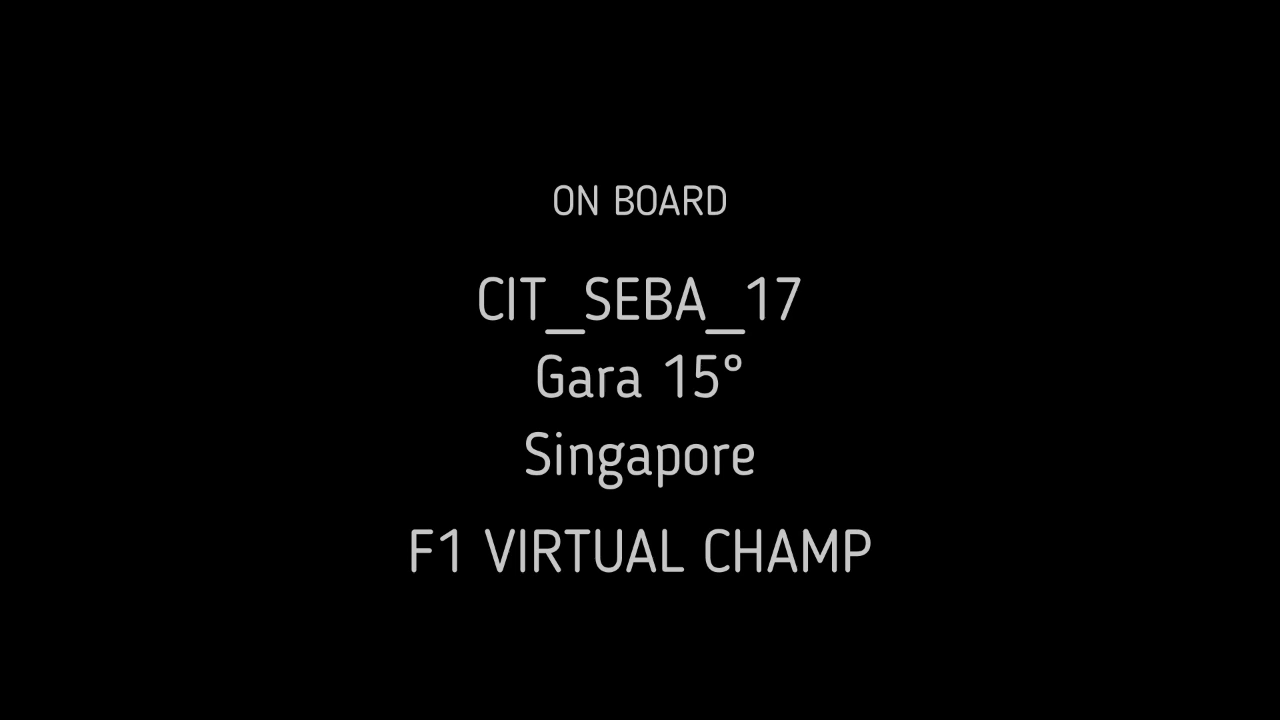 ON BOARD
CIT_SEBA_17
Gara 15°
Singapore
F1 VIRTUAL CHAMP